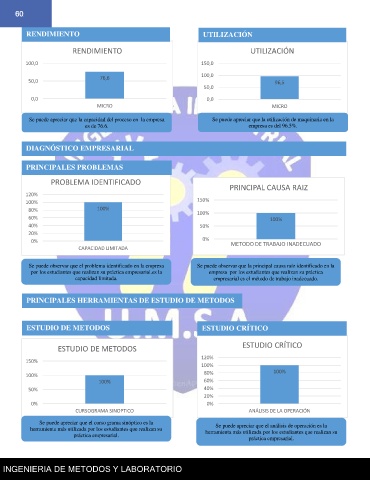 60
RENDIMIENTO
UTILIZACIÓN
RENDIMIENTO
100,0
50,0
0,0
76,6
MICRO
UTILIZACIÓN
150,0
100,0
50,0
0,0
96,5
MICRO
Se puede apreciar que la capacidad del proceso en la empresa
es de 76.6.
Se puede apreciar que la utilización de maquinaria en la
empresa es del 96.5%.
DIAGNÓSTICO EMPRESARIAL
PRINCIPALES PROBLEMAS
PROBLEMA IDENTIFICADO
120%
100%
80%
60%
40%
20%
0%
100%
CAPACIDAD LIMITADA
PRINCIPAL CAUSA RAIZ
150%
100%
50%
0%
100%
METODO DE TRABAJO INADECUADO
Se puede observar que el problema identificado en la empresa
por los estudiantes que realizan su práctica empresarial es la
capacidad limitada.
Se puede observar que la principal causa raíz identificada en la
empresa por los estudiantes que realizan su práctica
empresarial es el método de trabajo inadecuado.
PRINCIPALES HERRAMIENTAS DE ESTUDIO DE METODOS
U.M.S.A.
ESTUDIO DE METODOS
ESTUDIO CRÍTICO
ESTUDIO DE METODOS
150%
100%
50%
0%
100%
CURSOGRAMA SINOPTICO
ESTUDIO CRÍTICO
120%
100%
80%
60%
40%
20%
0%
100%
ANÁLISIS DE LA OPERACIÓN
Se puede apreciar que el curso grama sinóptico es la
herramienta más utilizada por los estudiantes que realizan su
práctica empresarial.
Se puede apreciar que el análisis de operación es la
herramienta más utilizada por los estudiantes que realizan su
práctica empresarial.
INGENIERIA DE METODOS Y LABORATORIO